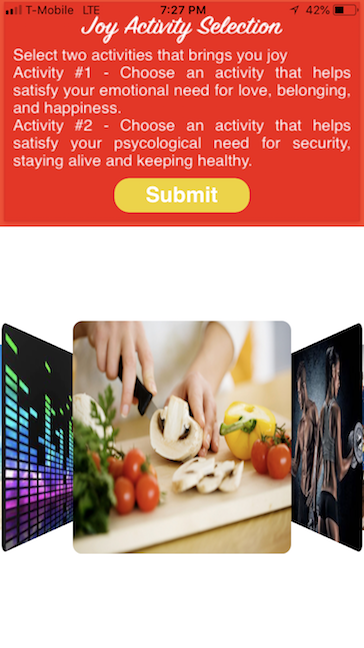 T-Mobile LTE 7:27 PM 42%
Joy Activity Selection
Select two activities that brings you joy
Activity #1 - Choose an activity that helps
satisfy your emotional need for love, belonging,
and happiness.
Activity #2 - Choose an activity that helps
satisfy your psycological need for security,
staying alive and keeping healthy.
Submit